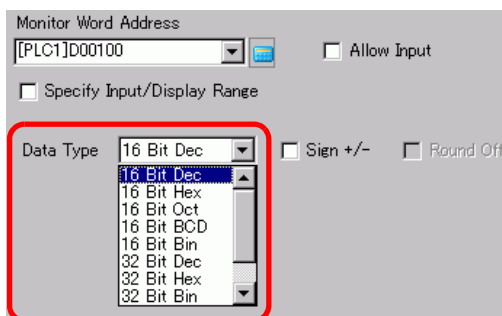 Monitor Word Address
[PLC1]D00100
Allow Input
Specify Input/Display Range
Data Type 16 Bit Dec Sign +/- Round Off
16 Bit Dec
16 Bit Hex
16 Bit Oct
16 Bit BCD
16 Bit Bin
32 Bit Dec
32 Bit Hex
32 Bit Bin